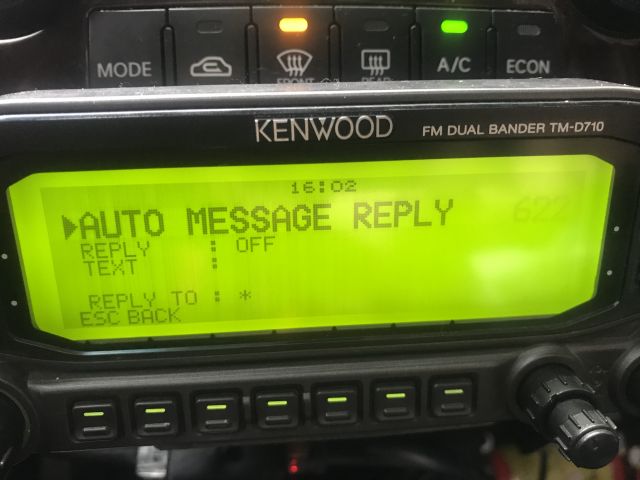 MODE
FRONT
REAR
A/C
ECON
KENWOOD
FM DUAL BANDER TM-D710
16:02
▶AUTO MESSAGE REPLY 622
REPLY : OFF
TEXT :
REPLY TO : *
ESC BACK